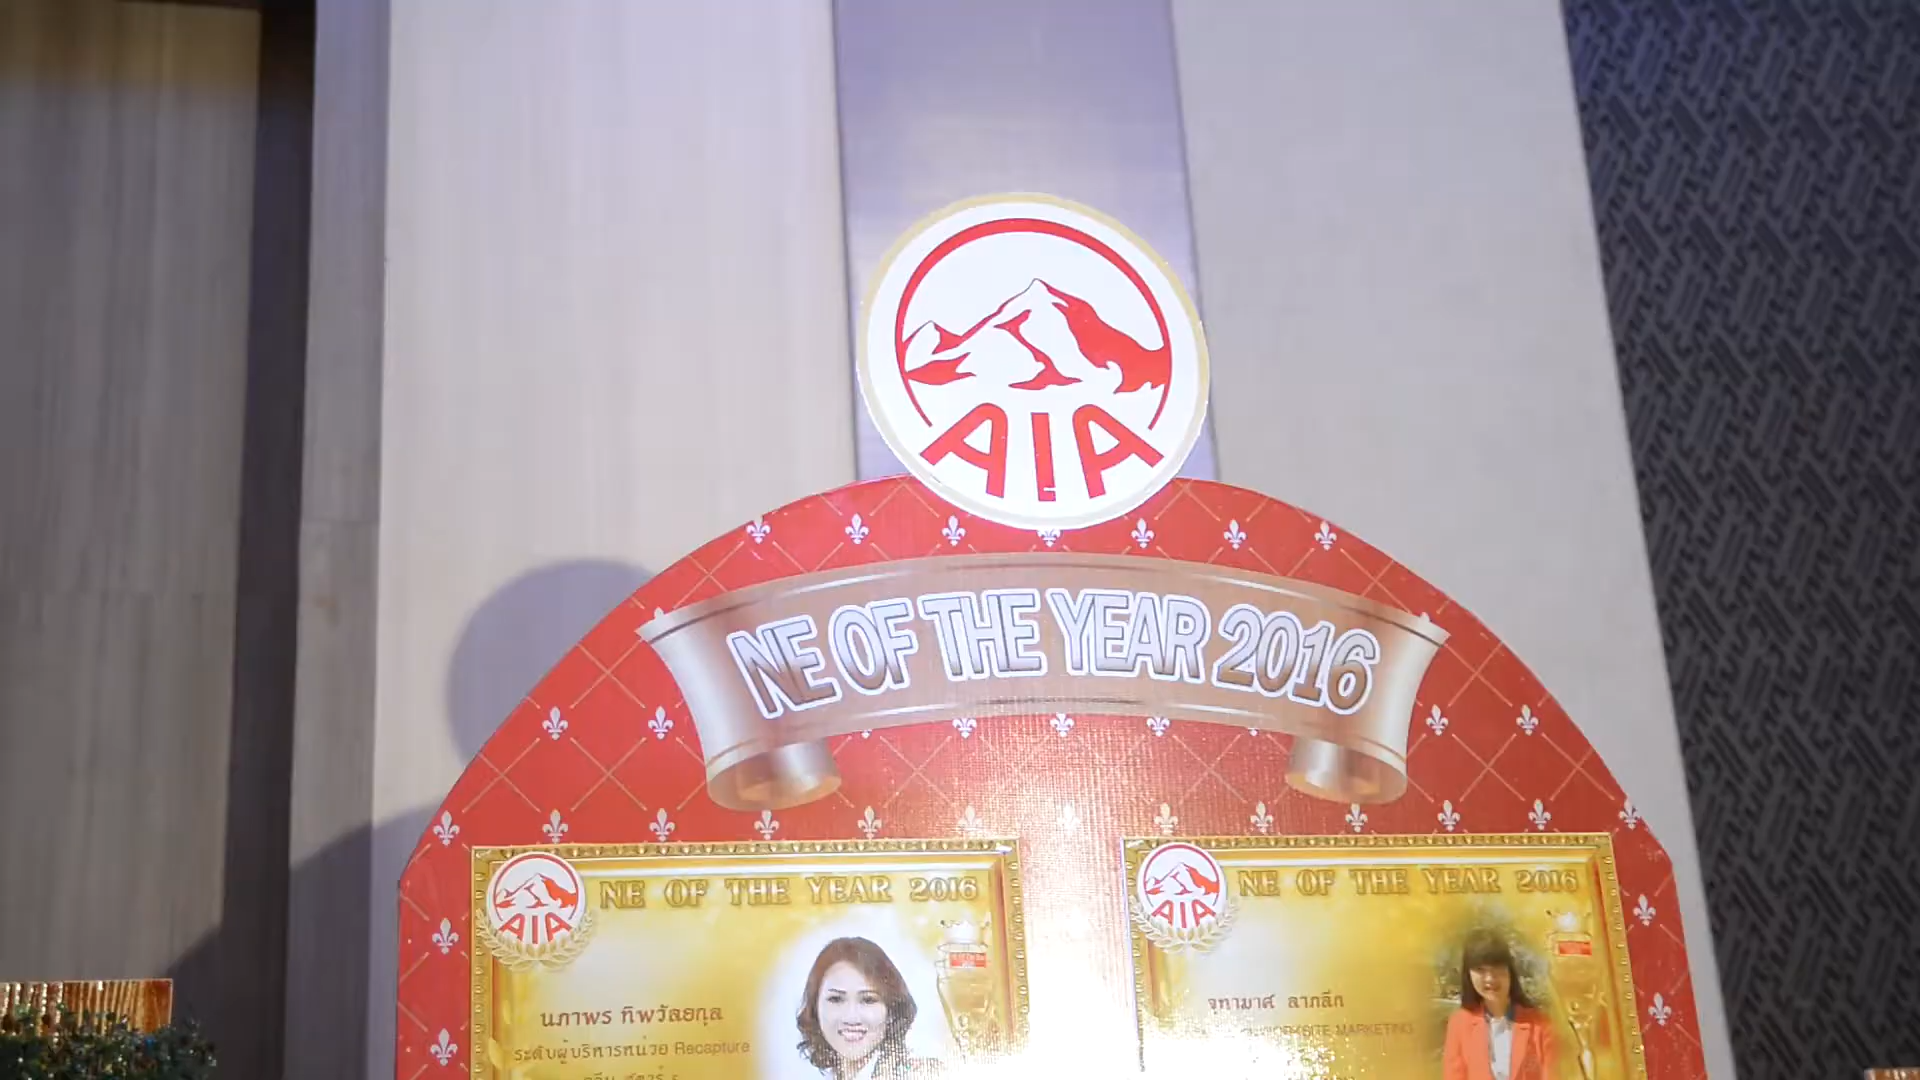 AIA
NE OF THE YEAR 2016
AIA
NE OF THE YEAR 2016
นภาพร ทิพวัลยกุล
ระดับผู้บริหารหน่วย Recapture
AIA
NE OF THE YEAR 2016
จุฑามาศ ลาภลึก
WORKSITE MARKETING